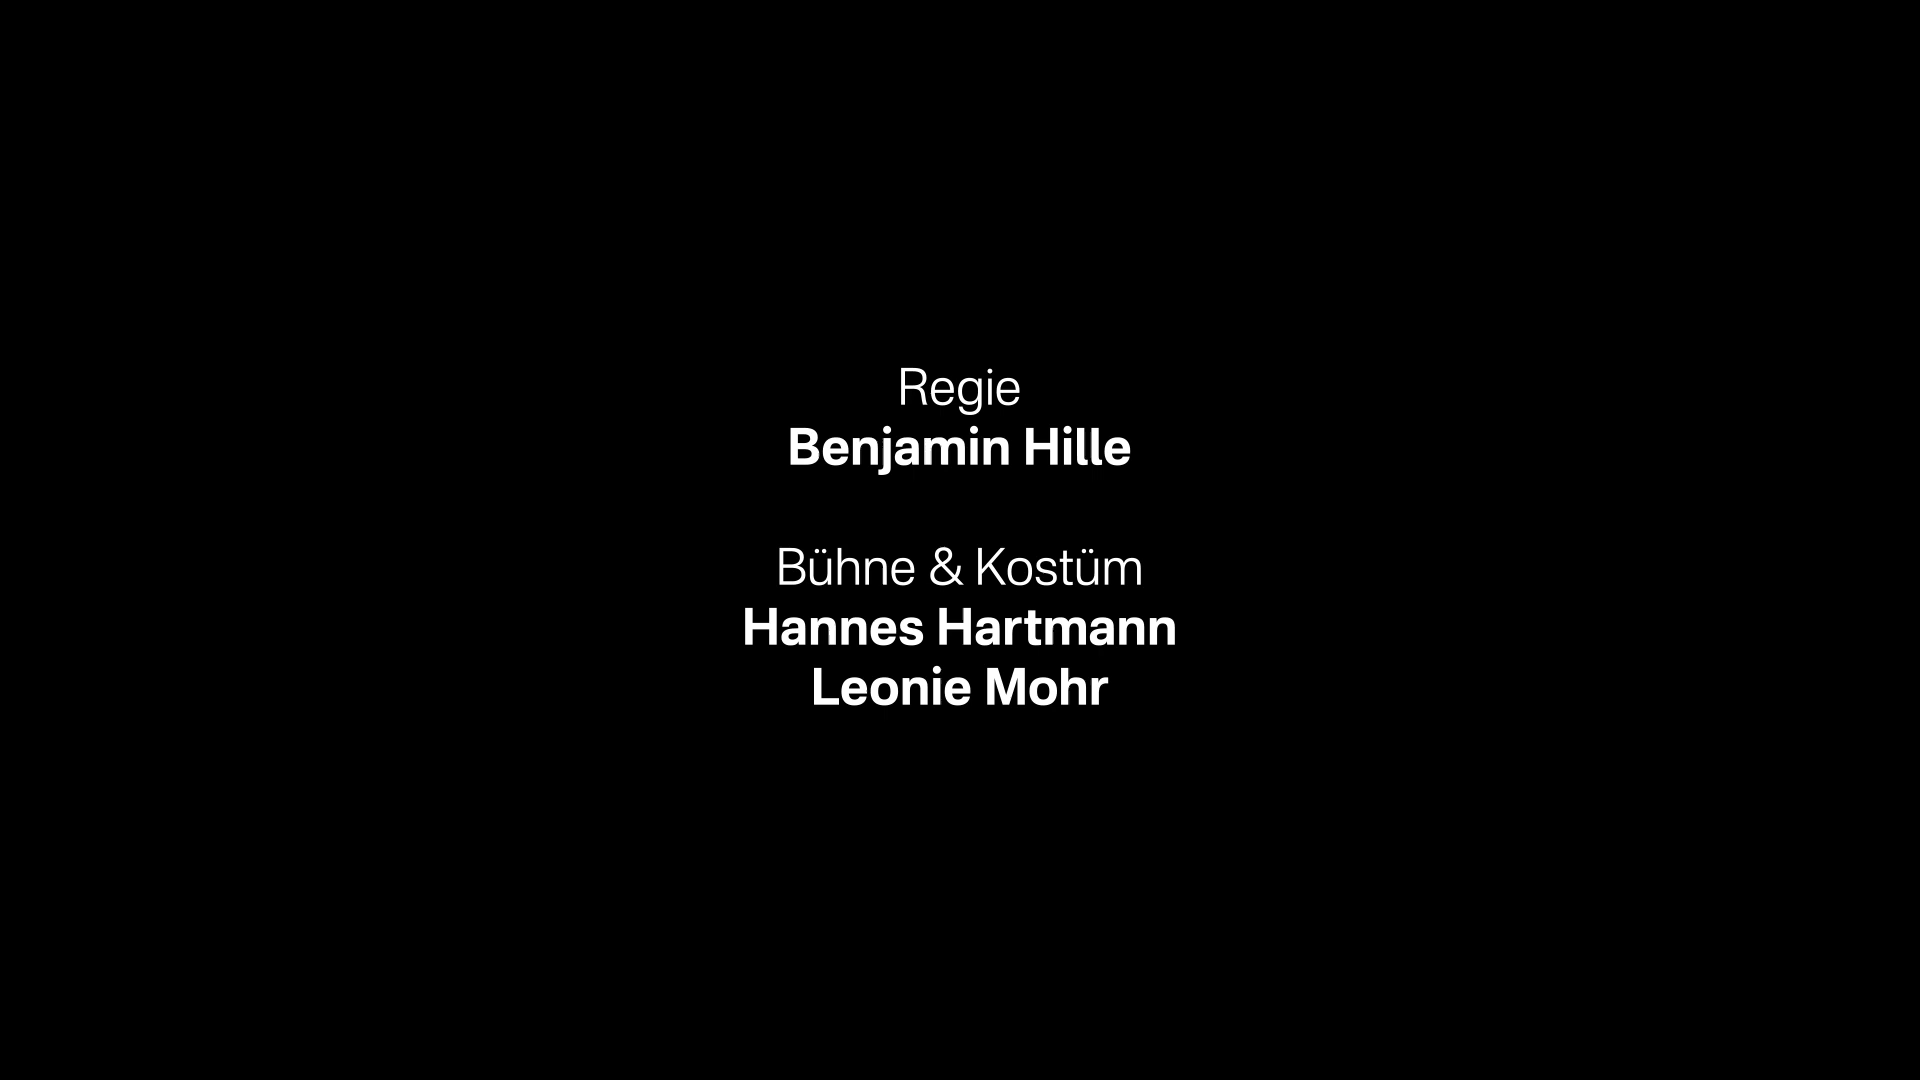 Regie
Benjamin Hille
Bühne & Kostüm
Hannes Hartmann
Leonie Mohr